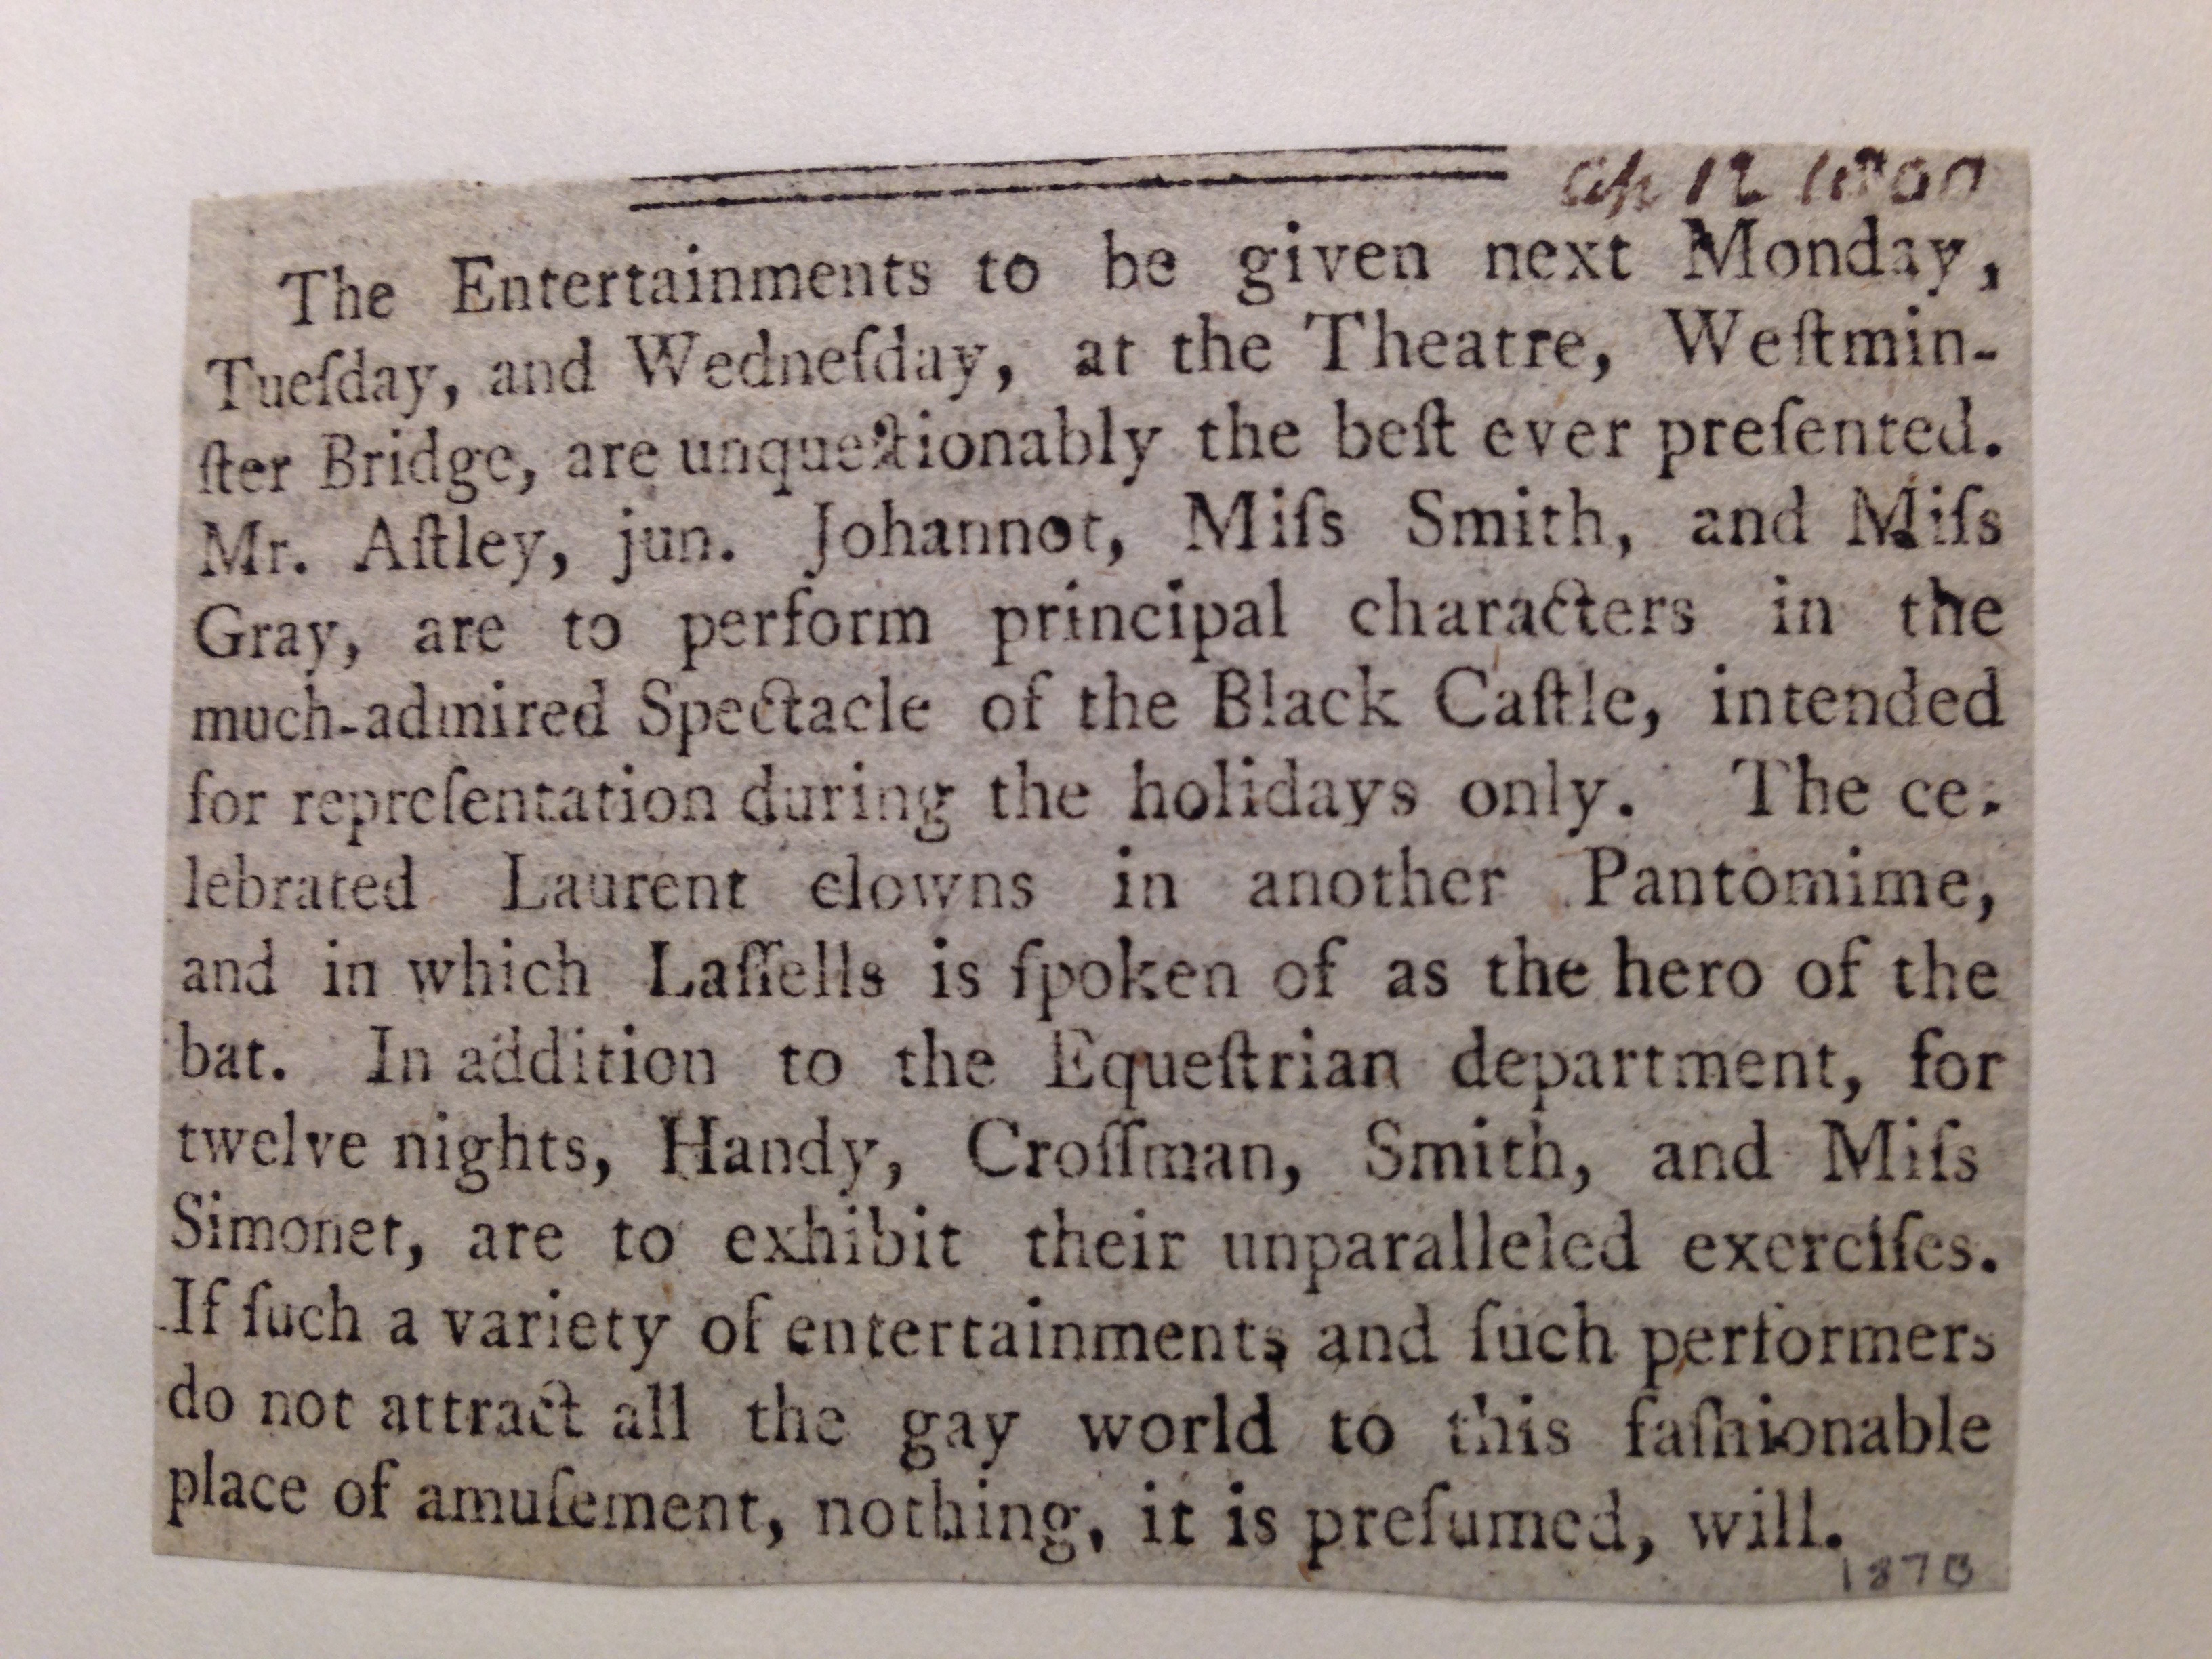 Ap 12 1800
The Entertainments to be given next Monday,
Tueſday, and Wedneſday, at the Theatre, Weſtmin-
ſter Bridge, are unqueſtionably the beſt ever preſented.
Mr. Aſtley, jun. Johannot, Miſs Smith, and Miſs
Gray, are to perform principal characters in the
much-admired Spectacle of the Black Caſtle, intended
for repreſentation during the holidays only. The ce-
lebrated Laurent clowns in another Pantomime,
and in which Laſſells is ſpoken of as the hero of the
bat. In addition to the Equeſtrian department, for
twelve nights, Handy, Croſſman, Smith, and Miſs
Simonet, are to exhibit their unparalleled exerciſes.
If ſuch a variety of entertainments and ſuch performers
do not attract all the gay world to this faſhionable
place of amuſement, nothing, it is preſumed, will.